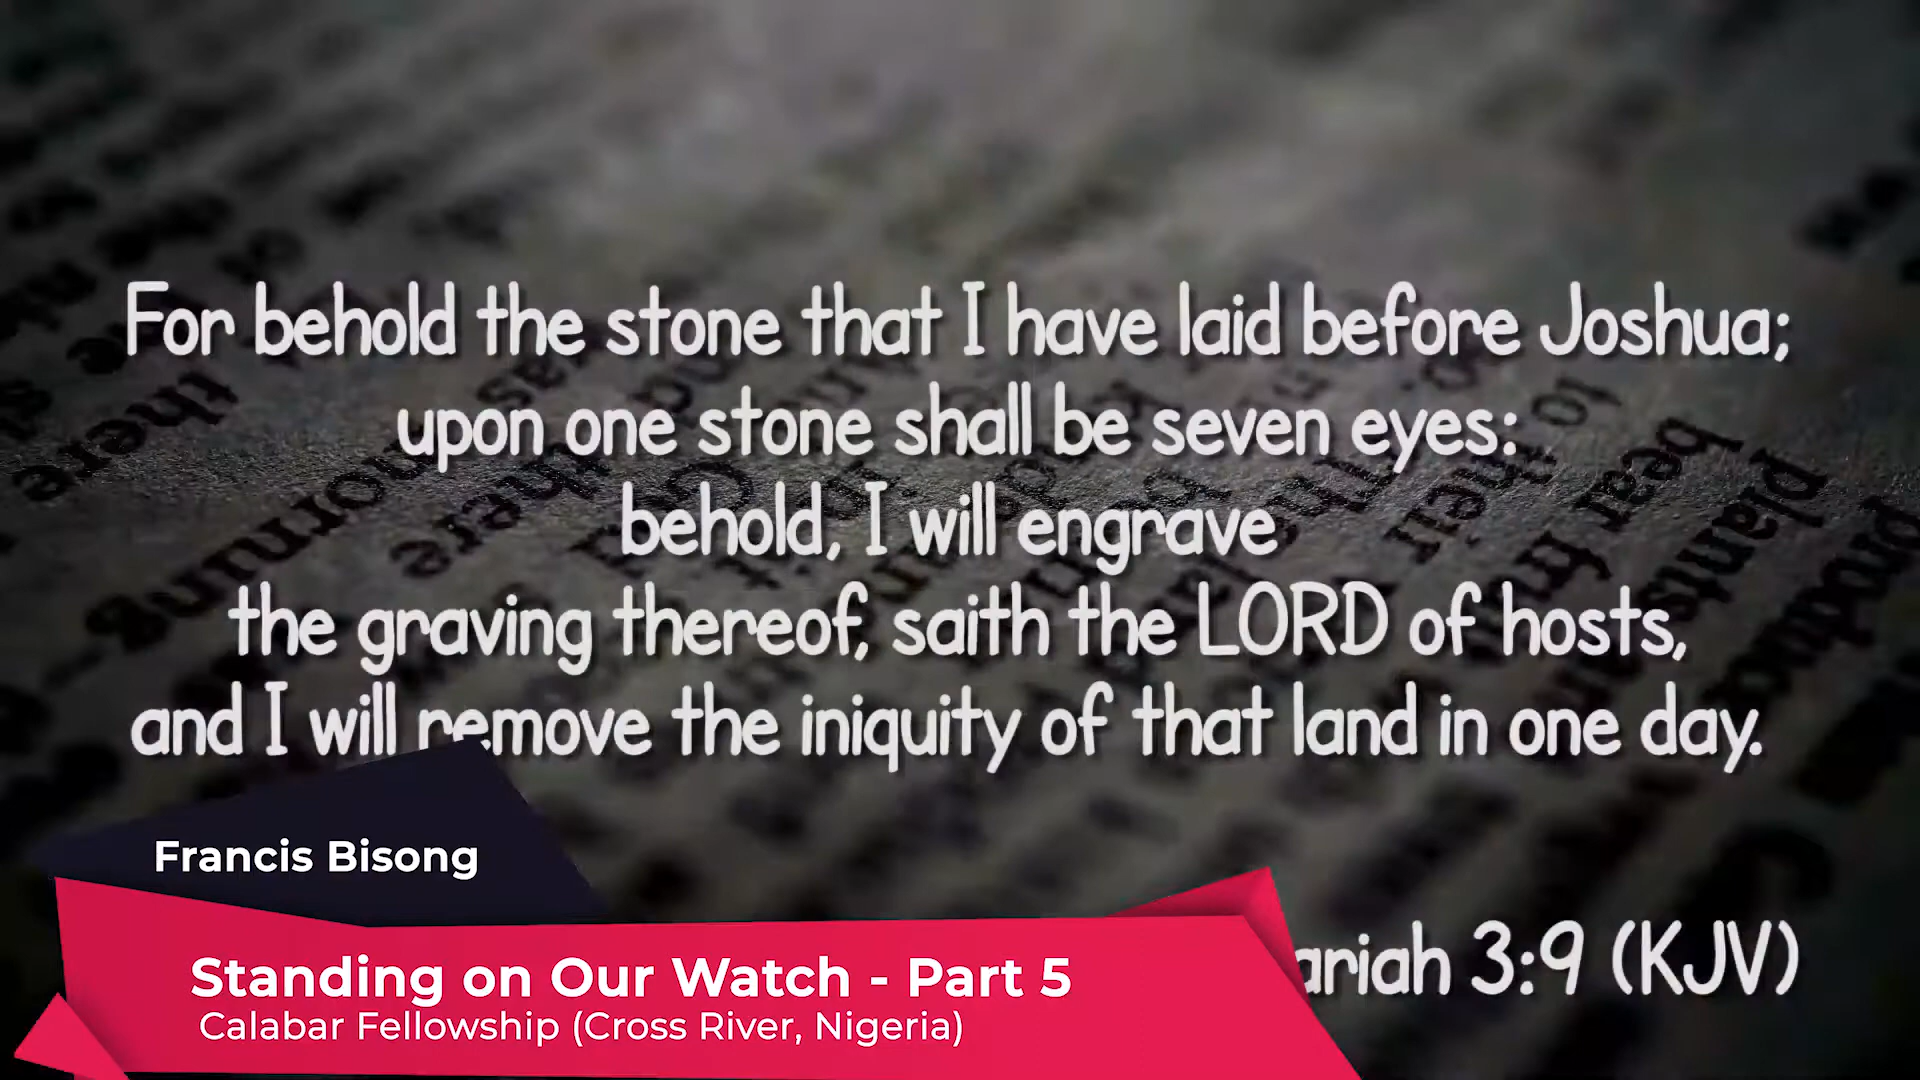 For behold the stone that I have laid before Joshua;
upon one stone shall be seven eyes:
behold, I will engrave
the graving thereof, saith the LORD of hosts,
and I will remove the iniquity of that land in one day.
Francis Bisong
ariah 3:9 (KJV)
Standing on Our Watch - Part 5
Calabar Fellowship (Cross River, Nigeria)